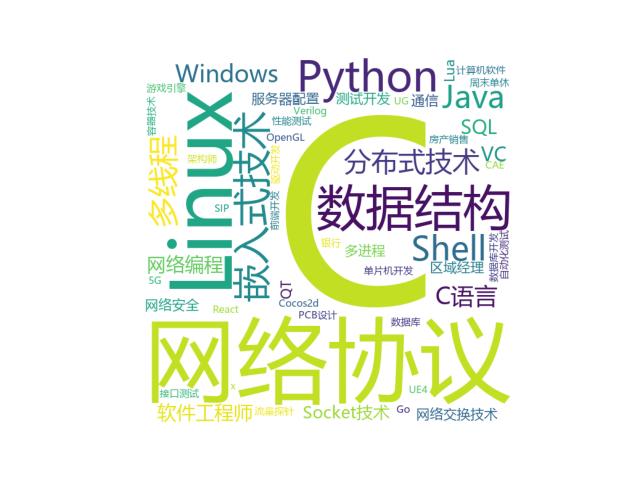 Windows
Python
Lua
计算机软件
周末单休
游戏引擎
服务器配置
测试开发
UG
通信
Java
容器技术
Linux
嵌入式技术
Verilog
性能测试
SQL
多线程
架构师
OpenGL
C
房产销售
分布式技术
VC
CAE
驱动开发
数据结构
SIP
前端开发
银行
多进程
Shell
数据库开发
自动化测试
网络编程
5G
单片机开发
区域经理
QT
C语言
网络安全
React
Cocos2d
PCB设计
数据库
网络协议
接口测试
x
UE4
软件工程师
流量探针
Socket技术
Go
网络交换技术